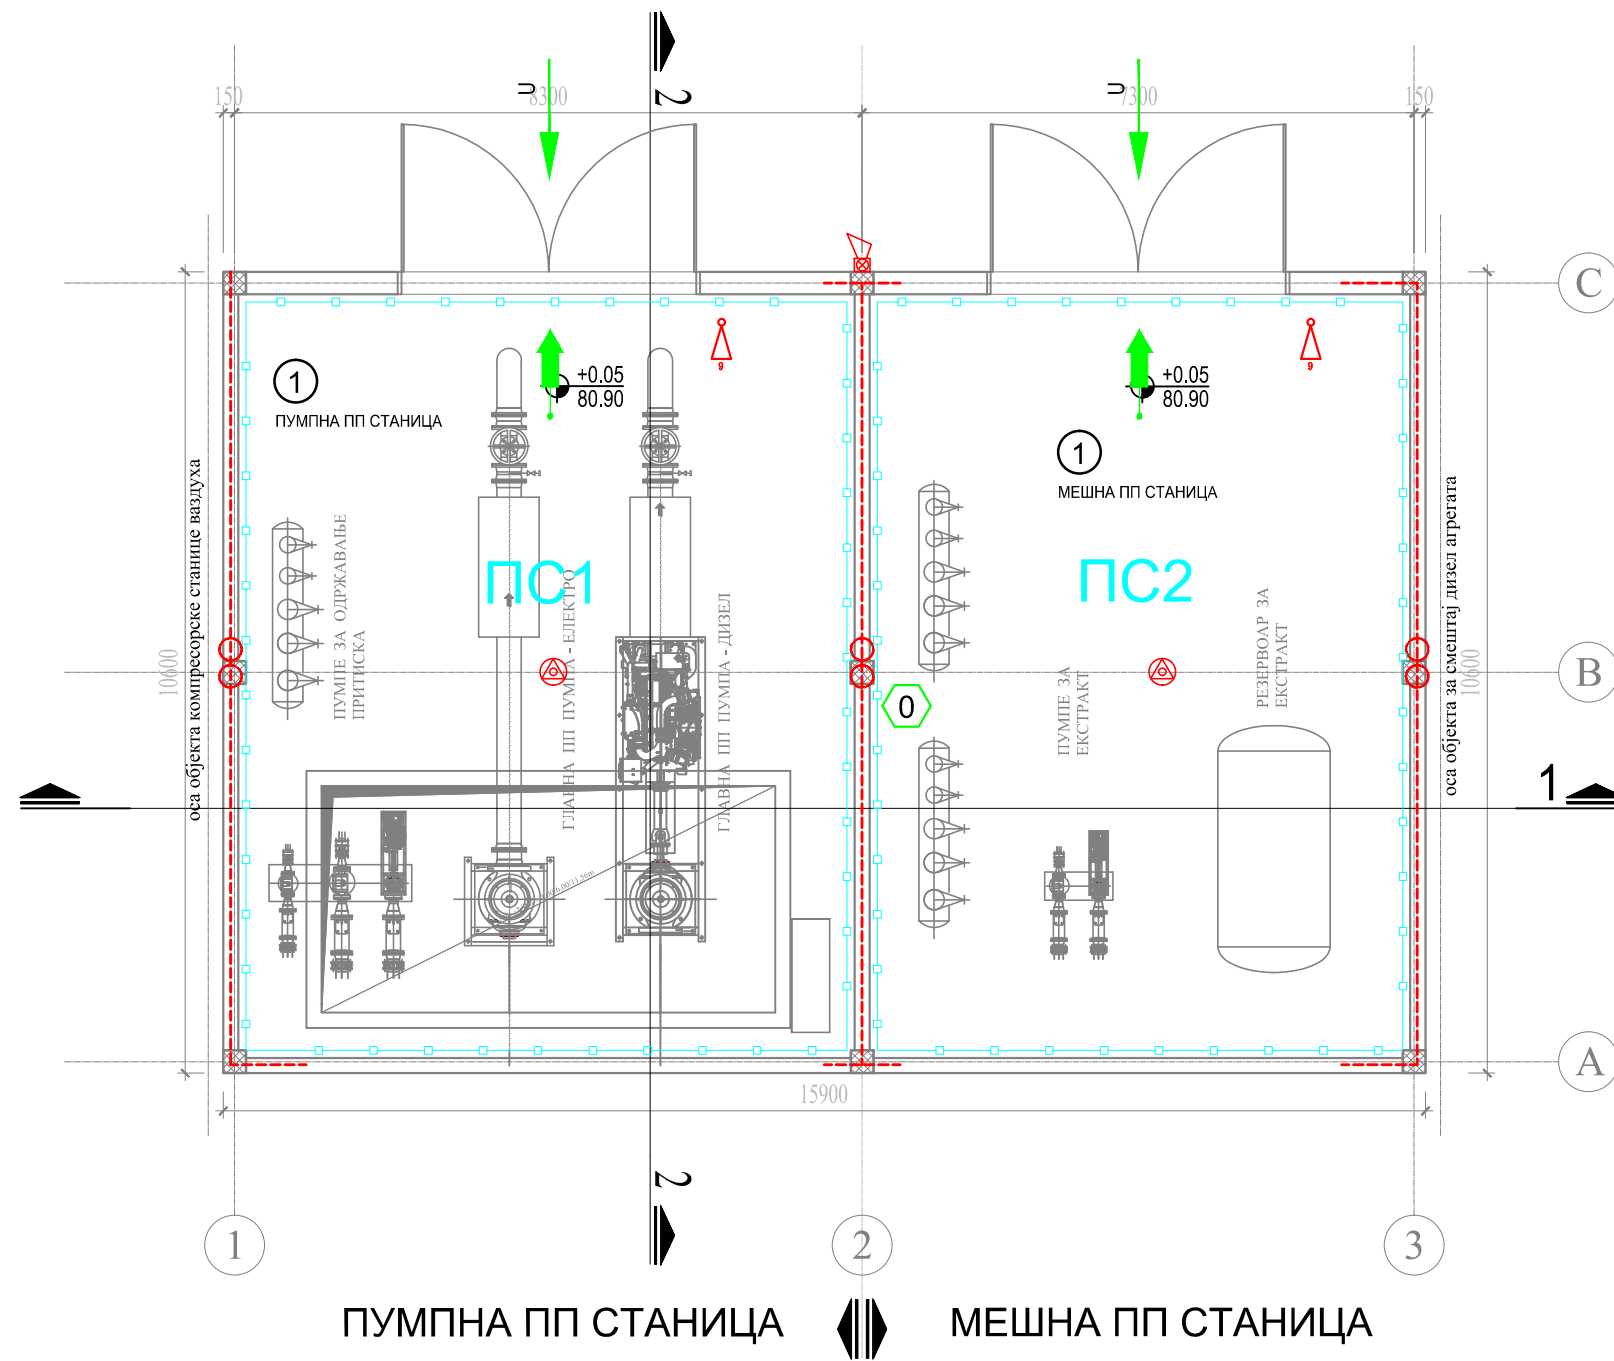 2
U
U
150
8300
7300
150
C
+0.05
80.90
+0.05
80.90
9
9
1
ПУМПНА ПП СТАНИЦА
1
МЕШНА ПП СТАНИЦА
оса објекта компресорске станице ваздуха
ПУМПЕ ЗА ОДРЖАВАЊЕ
ПРИТИСКА
ПС1
ГЛАВНА ПП ПУМПА - ЕЛЕКТРО
ГЛАВНА ПП ПУМПА - ДИЗЕЛ
ПС2
ПУМПЕ ЗА
ЕКСТРАКТ
РЕЗЕРВОАР ЗА
ЕКСТРАКТ
оса објекта за смештај дизел агрегата
10600
10600
B
0
1
A
15900
2
1
2
3
ПУМПНА ПП СТАНИЦА
МЕШНА ПП СТАНИЦА